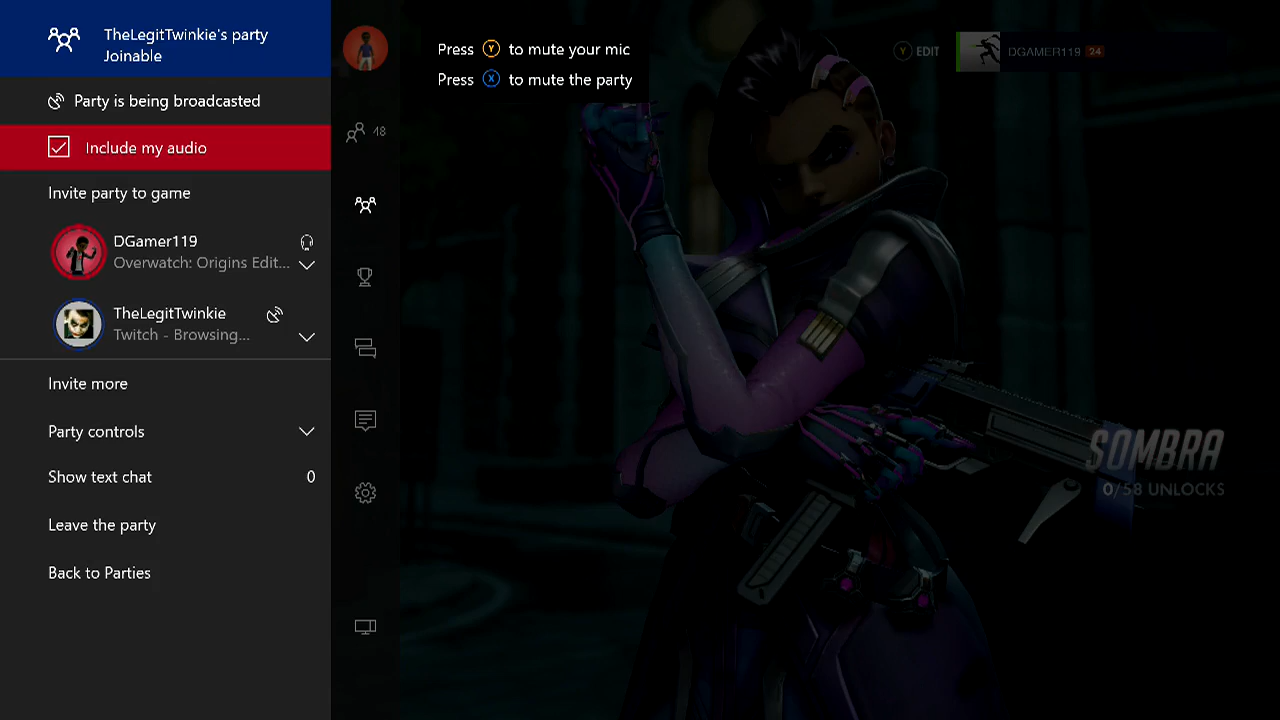 TheLegitTwinkie's party
Joinable
Party is being broadcasted
Include my audio
Invite party to game
DGamer119
Overwatch: Origins Edit...
TheLegitTwinkie
Twitch - Browsing...
Invite more
Party controls
Show text chat 0
Leave the party
Back to Parties
48
Press Y to mute your mic
Press X to mute the party
Y EDIT
DGAMER119 24
SOMBRA
0/58 UNLOCKS